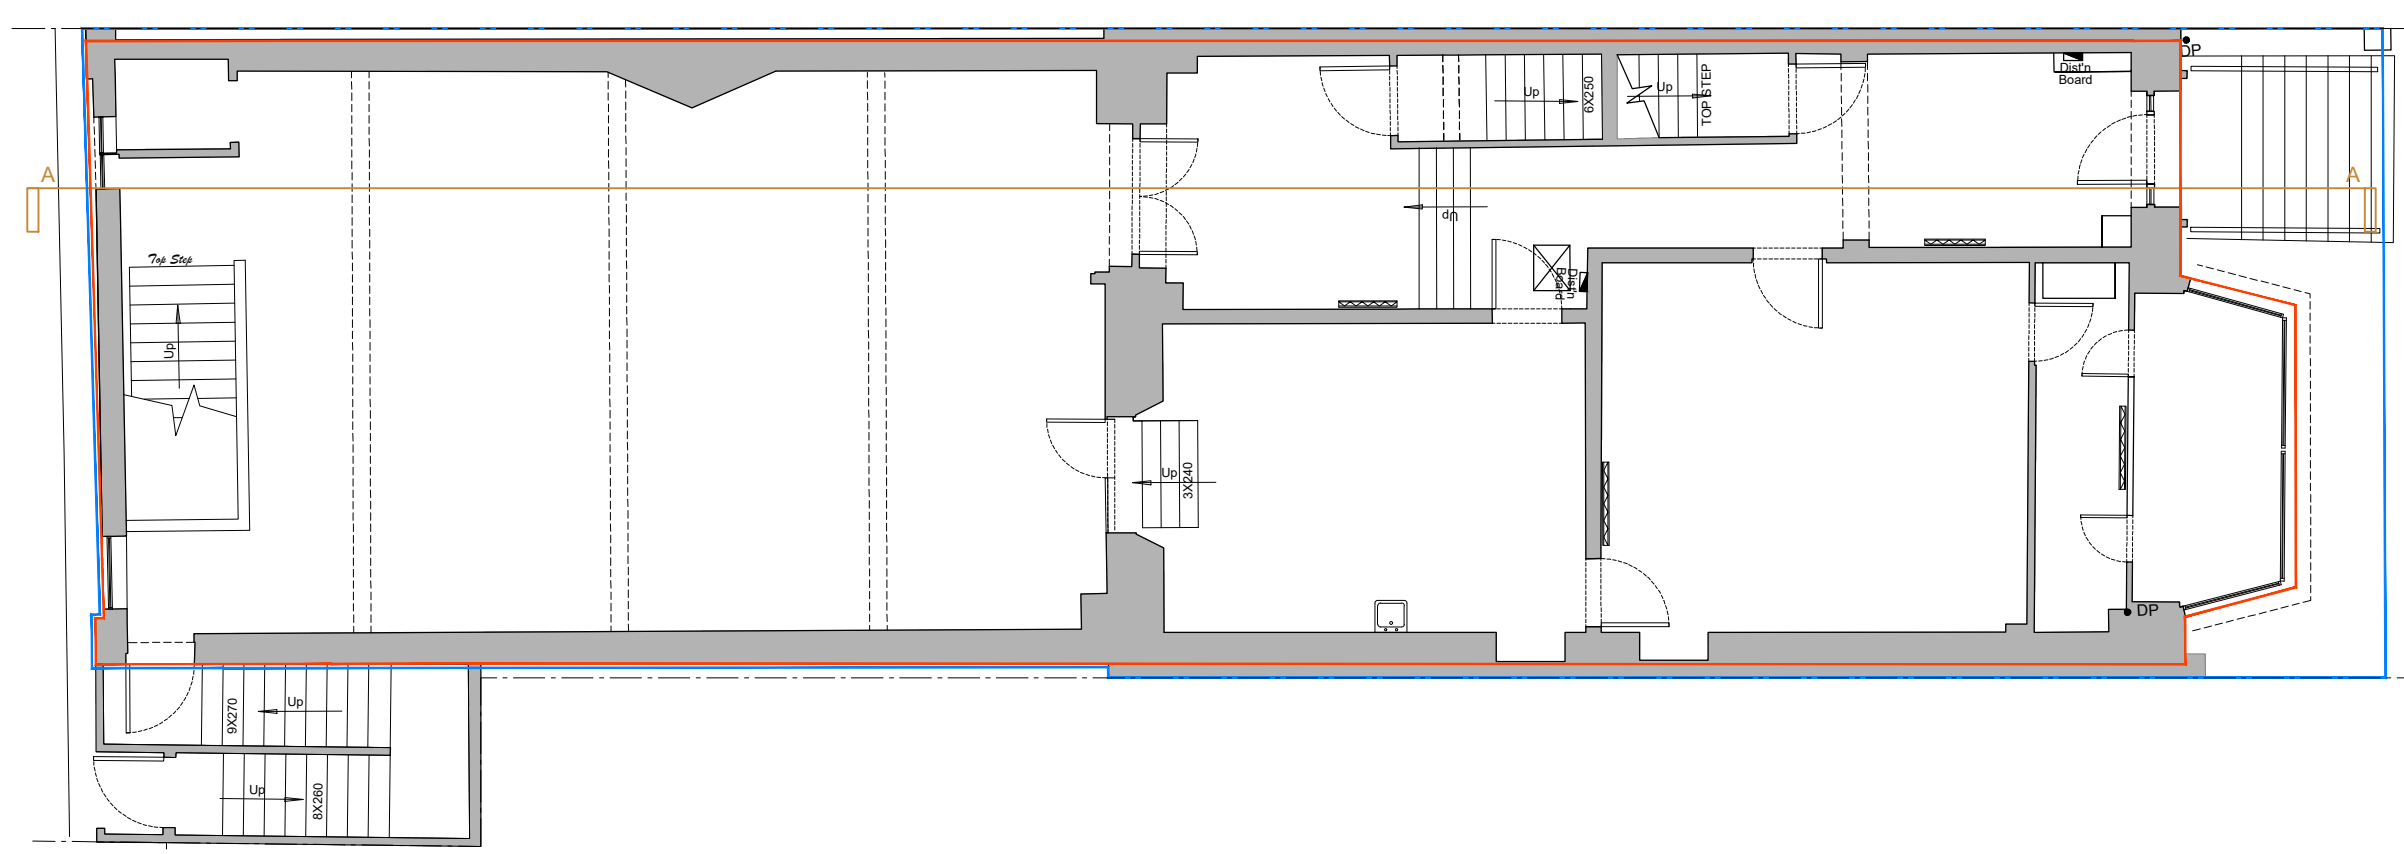 DP
Dist'n
Board
Up
6X250
Up
TOP STEP
A
A
Up
Dist'n
Board
Top Step
Up
Up
3X240
DP
9X270
Up
Up
8X260